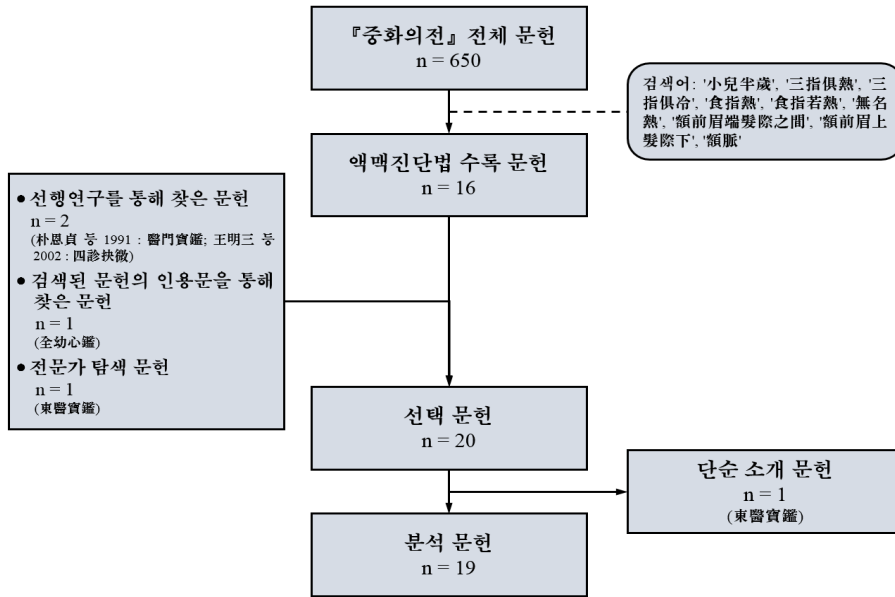 『중화의전』 전체 문헌
n = 650
검색어: '小兒半歲', '三指俱熱', '三
指俱冷', '食指熱', '食指若熱', '無名
熱', '額前眉端髮際之間', '額前眉上
髮際下', '額脈'
액맥진단법 수록 문헌
n = 16
● 선행연구를 통해 찾은 문헌
n = 2
(朴恩貞 등 1991 : 醫門寶鑑; 王明三 등
2002 : 四診抉微)
● 검색된 문헌의 인용문을 통해
찾은 문헌
n = 1
(全幼心鑑)
● 전문가 탐색 문헌
n = 1
(東醫寶鑑)
선택 문헌
n = 20
단순 소개 문헌
n = 1
(東醫寶鑑)
분석 문헌
n = 19